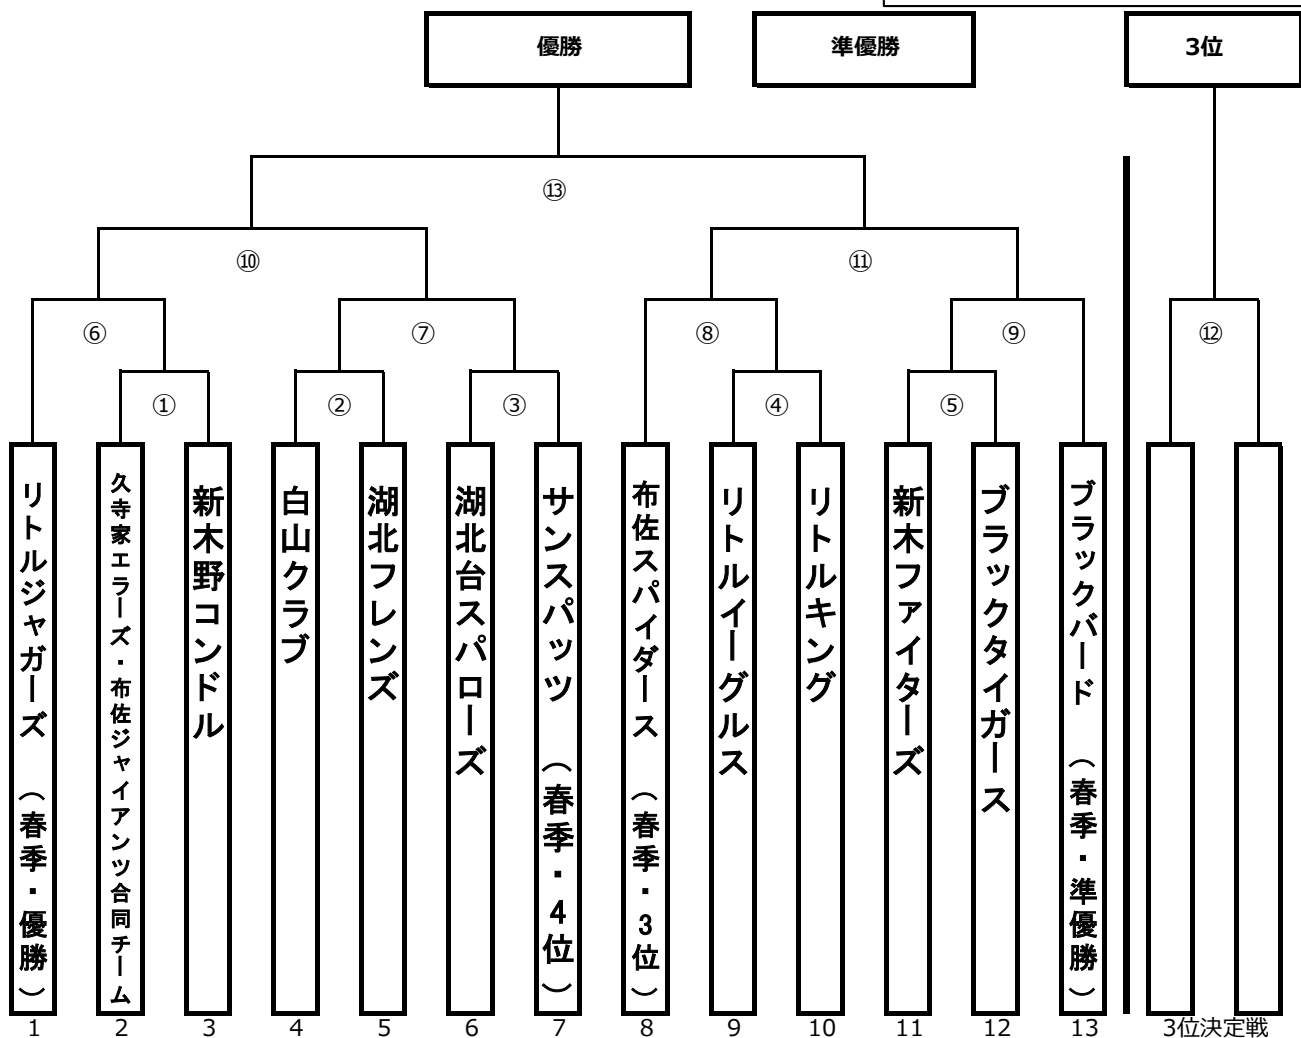 優勝
準優勝
3位
⑬
⑩
⑪
⑥
⑦
⑧
⑨
⑫
①
②
③
④
⑤
リトルジャガーズ （春季・優勝）
久寺家エラーズ・布佐ジャイアンツ合同チーム
新木野コンドル
白山クラブ
湖北フレンズ
湖北台スパローズ
サンスパッツ （春季・4位）
布佐スパイダース （春季・3位）
リトルイーグルス
リトルキング
新木ファイターズ
ブラックタイガース
ブラックバード （春季・準優勝）
1 2 3 4 5 6 7 8 9 10 11 12 13 3位決定戦